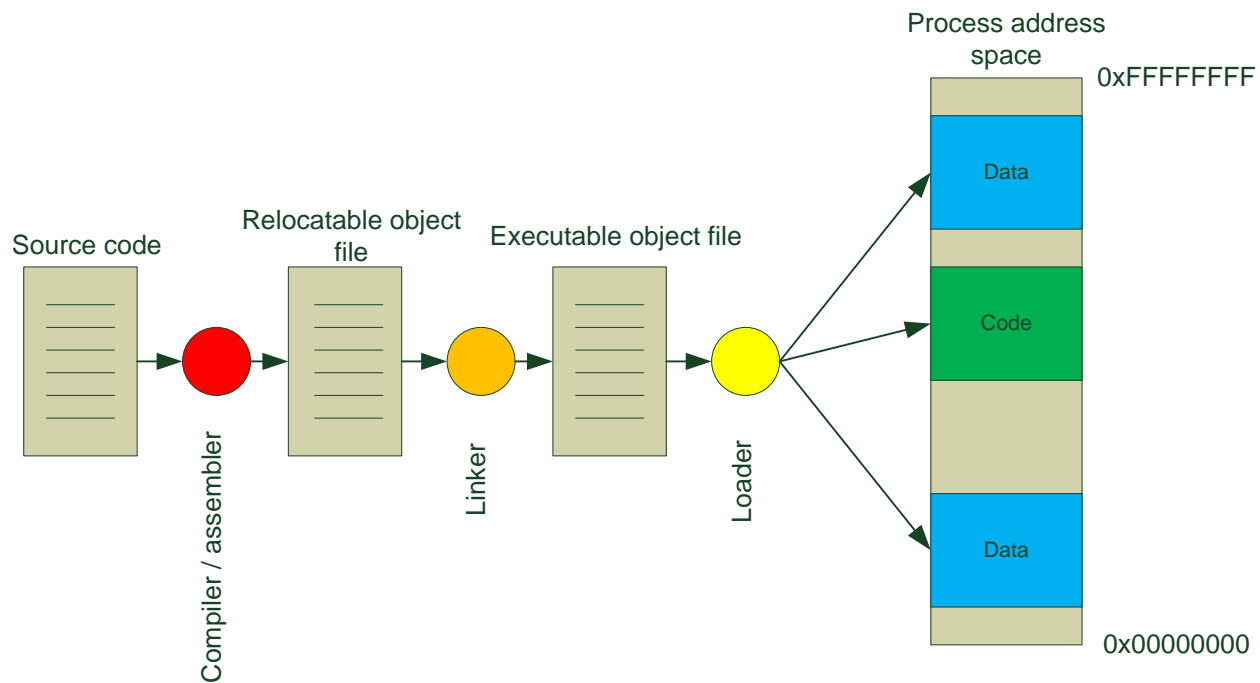 Process address
space
0xFFFFFFFF
Data
Relocatable object
file
Executable object file
Source code
Code
Compiler / assembler
Linker
Loader
Data
0x00000000